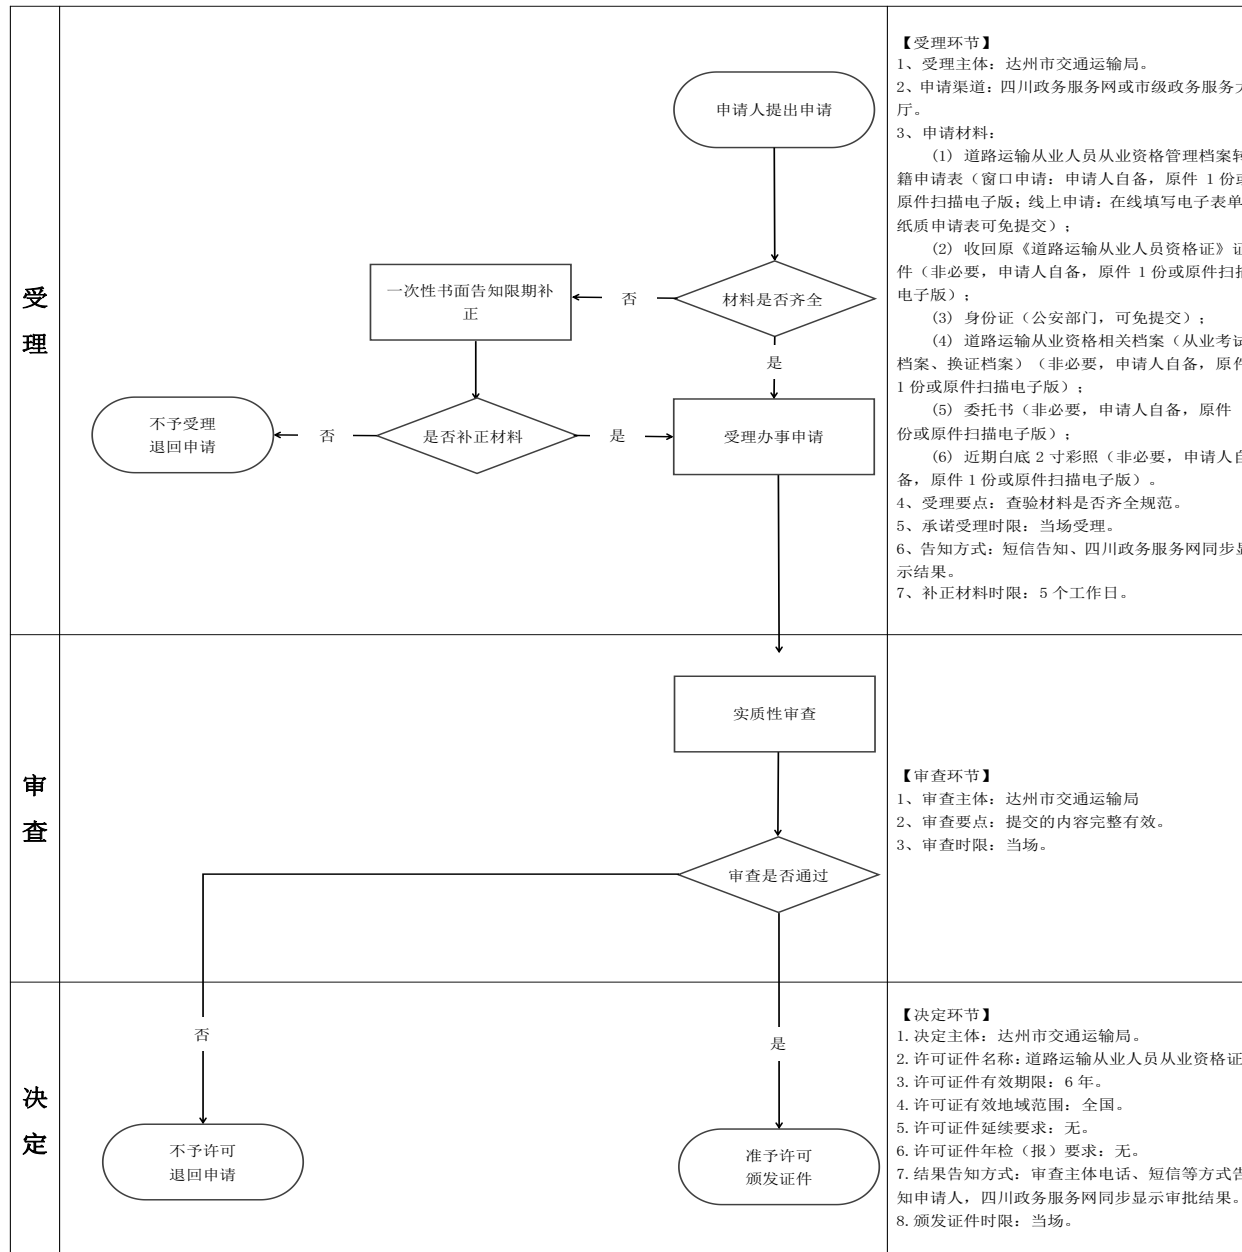 受
理
申请人提出申请
材料是否齐全
否
一次性书面告知限期补
正
是
是否补正材料
否
不予受理
退回申请
是
受理办事申请
【受理环节】
1、受理主体：达州市交通运输局。
2、申请渠道：四川政务服务网或市级政务服务大
厅。
3、申请材料：
(1) 道路运输从业人员从业资格管理档案转
籍申请表（窗口申请：申请人自备，原件 1 份或
原件扫描电子版；线上申请：在线填写电子表单
纸质申请表可免提交）；
(2) 收回原《道路运输从业人员资格证》证
件（非必要，申请人自备，原件 1 份或原件扫描
电子版）；
(3) 身份证（公安部门，可免提交）；
(4) 道路运输从业资格相关档案（从业考试
档案、换证档案）（非必要，申请人自备，原件
1 份或原件扫描电子版）；
(5) 委托书（非必要，申请人自备，原件
份或原件扫描电子版）；
(6) 近期白底 2 寸彩照（非必要，申请人自
备，原件 1 份或原件扫描电子版）。
4、受理要点：查验材料是否齐全规范。
5、承诺受理时限：当场受理。
6、告知方式：短信告知、四川政务服务网同步显
示结果。
7、补正材料时限：5 个工作日。
审
查
实质性审查
审查是否通过
【审查环节】
1、审查主体：达州市交通运输局
2、审查要点：提交的内容完整有效。
3、审查时限：当场。
决
定
否
是
不予许可
退回申请
准予许可
颁发证件
【决定环节】
1.决定主体：达州市交通运输局。
2.许可证件名称：道路运输从业人员从业资格证
3.许可证件有效期限：6 年。
4.许可证有效地域范围：全国。
5.许可证件延续要求：无。
6.许可证件年检（报）要求：无。
7.结果告知方式：审查主体电话、短信等方式告
知申请人，四川政务服务网同步显示审批结果。
8.颁发证件时限：当场。